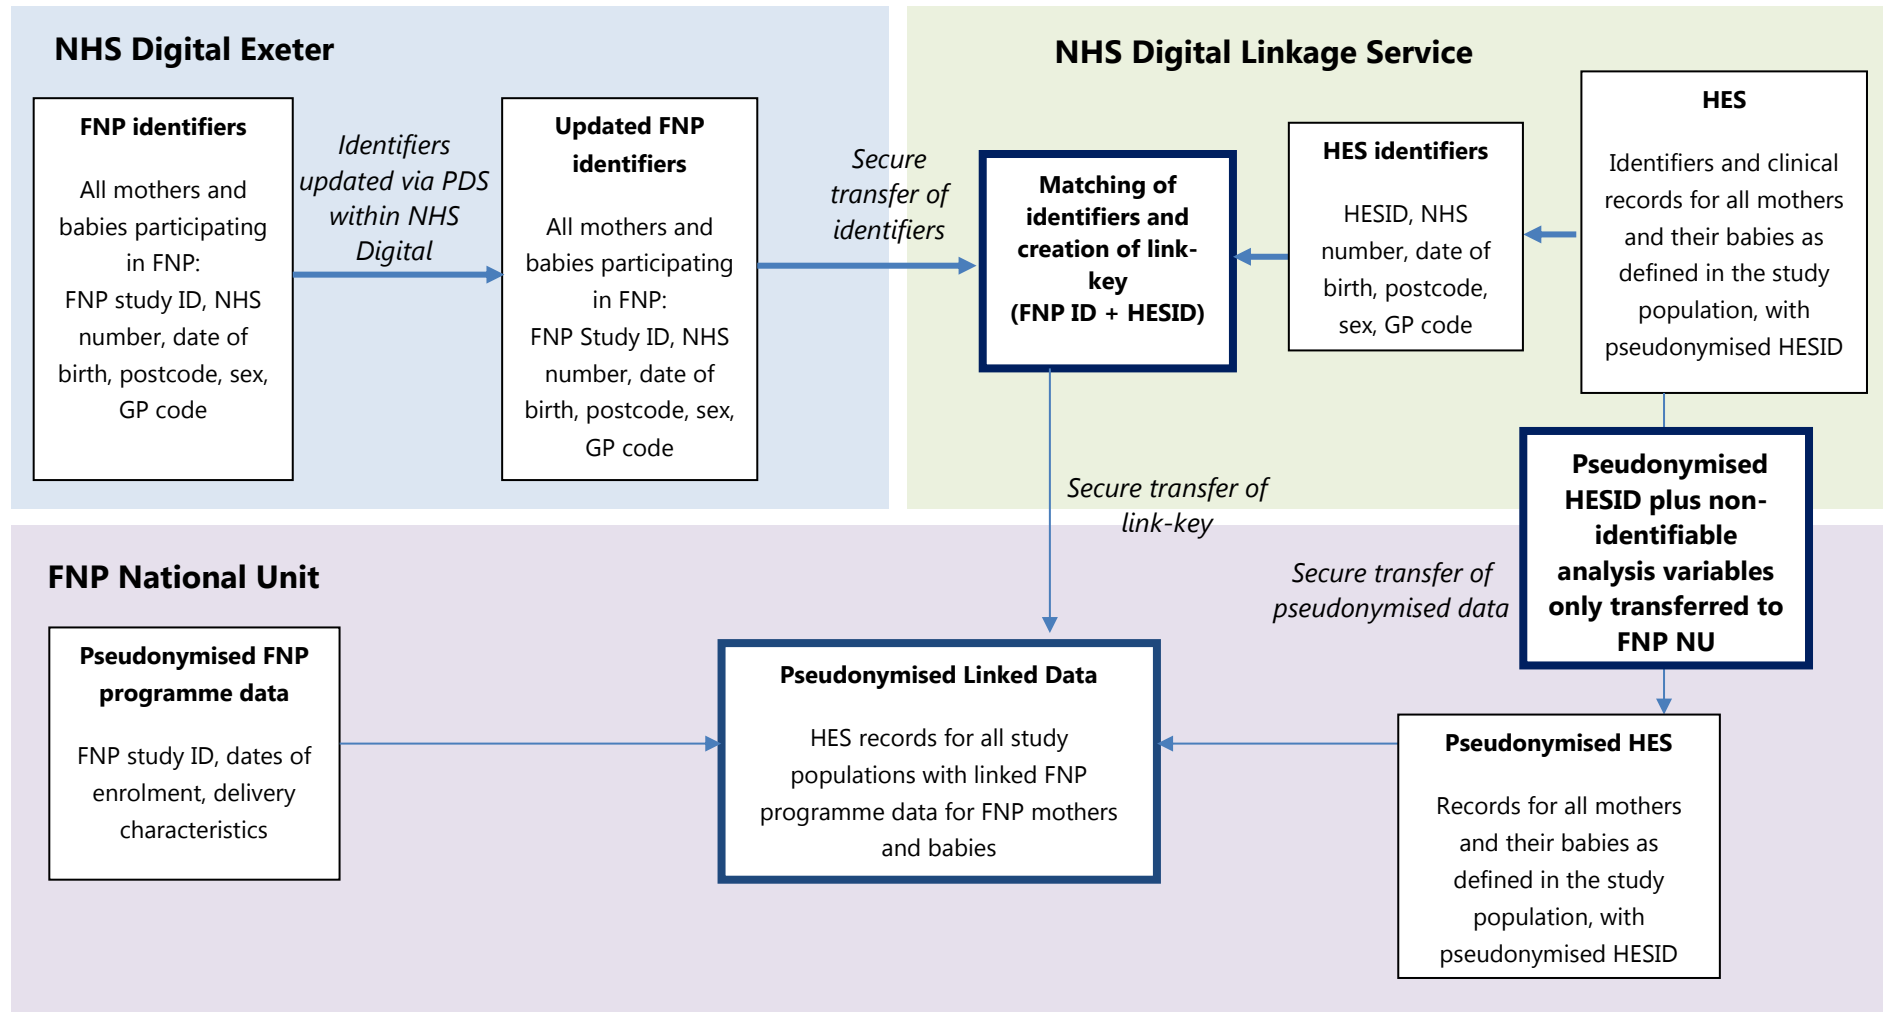 NHS Digital Exeter
FNP identifiers
All mothers and
babies participating
in FNP:
FNP study ID, NHS
number, date of
birth, postcode, sex,
GP code
Identifiers
updated via PDS
within NHS
Digital
Updated FNP
identifiers
All mothers and
babies participating
in FNP:
FNP Study ID, NHS
number, date of
birth, postcode, sex,
GP code
Secure
transfer of
identifiers
NHS Digital Linkage Service
Matching of
identifiers and
creation of link-
key
(FNP ID + HESID)
HES identifiers
HESID, NHS
number, date of
birth, postcode,
sex, GP code
HES
Identifiers and clinical
records for all mothers
and their babies as
defined in the study
population, with
pseudonymised HESID
Secure transfer of
link-key
Pseudonymised
HESID plus non-
identifiable
analysis variables
only transferred to
FNP NU
Secure transfer of
pseudonymised data
FNP National Unit
Pseudonymised FNP
programme data
FNP study ID, dates of
enrolment, delivery
characteristics
Pseudonymised Linked Data
HES records for all study
populations with linked FNP
programme data for FNP mothers
and babies
Pseudonymised HES
Records for all mothers
and their babies as
defined in the study
population, with
pseudonymised HESID